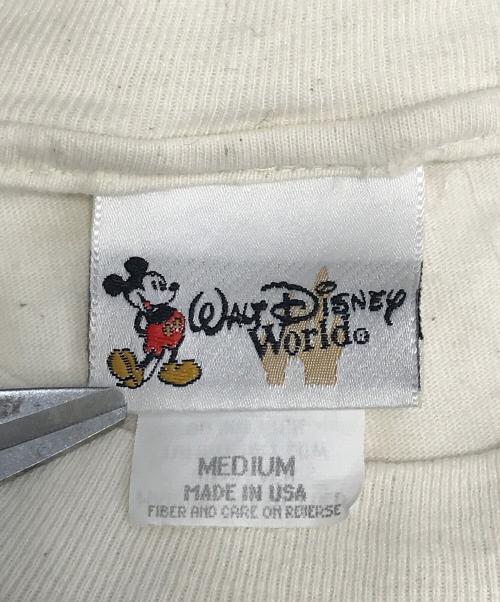 WALT DISNEY
World®
MEDIUM
MADE IN USA
FIBER AND CARE ON REVERSE